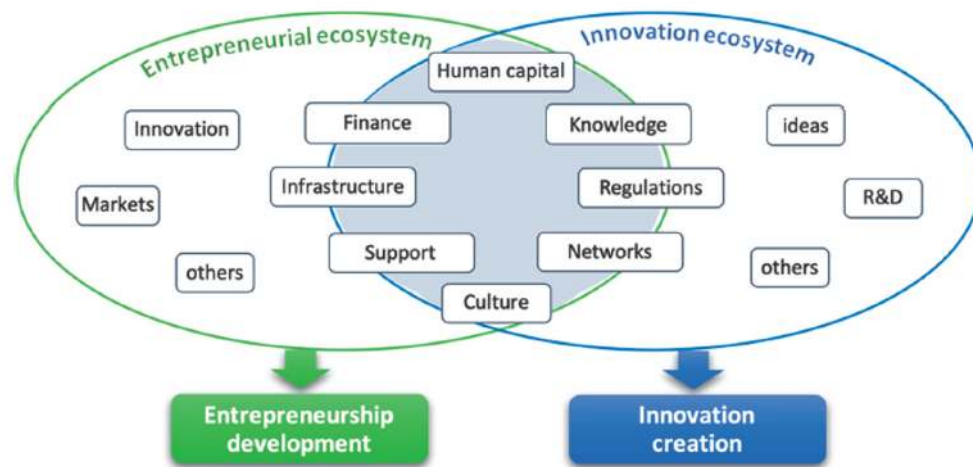 Entrepreneurial ecosystem
Innovation ecosystem
Human capital
Finance
Knowledge
Innovation
ideas
Infrastructure
Regulations
Markets
R&D
Support
Networks
others
others
Culture
Entrepreneurship
development
Innovation
creation